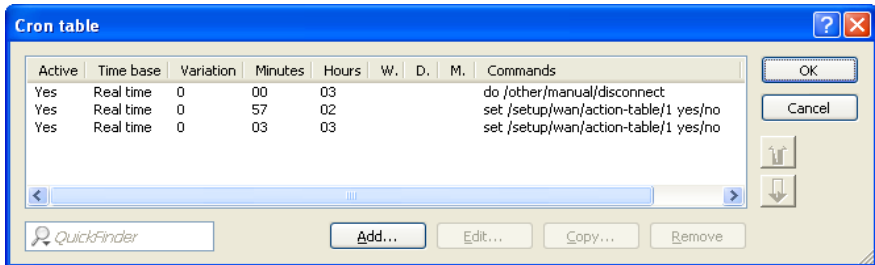 Cron table
Active Time base Variation Minutes Hours W. D. M. Commands
Yes Real time 0 00 03 do /other/manual/disconnect
Yes Real time 0 57 02 set /setup/wan/action-table/1 yes/no
Yes Real time 0 03 03 set /setup/wan/action-table/1 yes/no
OK
Cancel
QuickFinder
Add... Edit... Copy... Remove